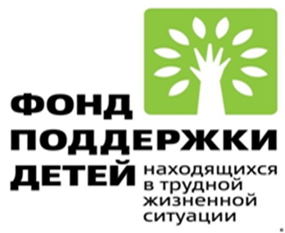 ФОНД
ПОДДЕРЖКИ
ДЕТЕЙ
находящихся
в трудной
жизненной
ситуации